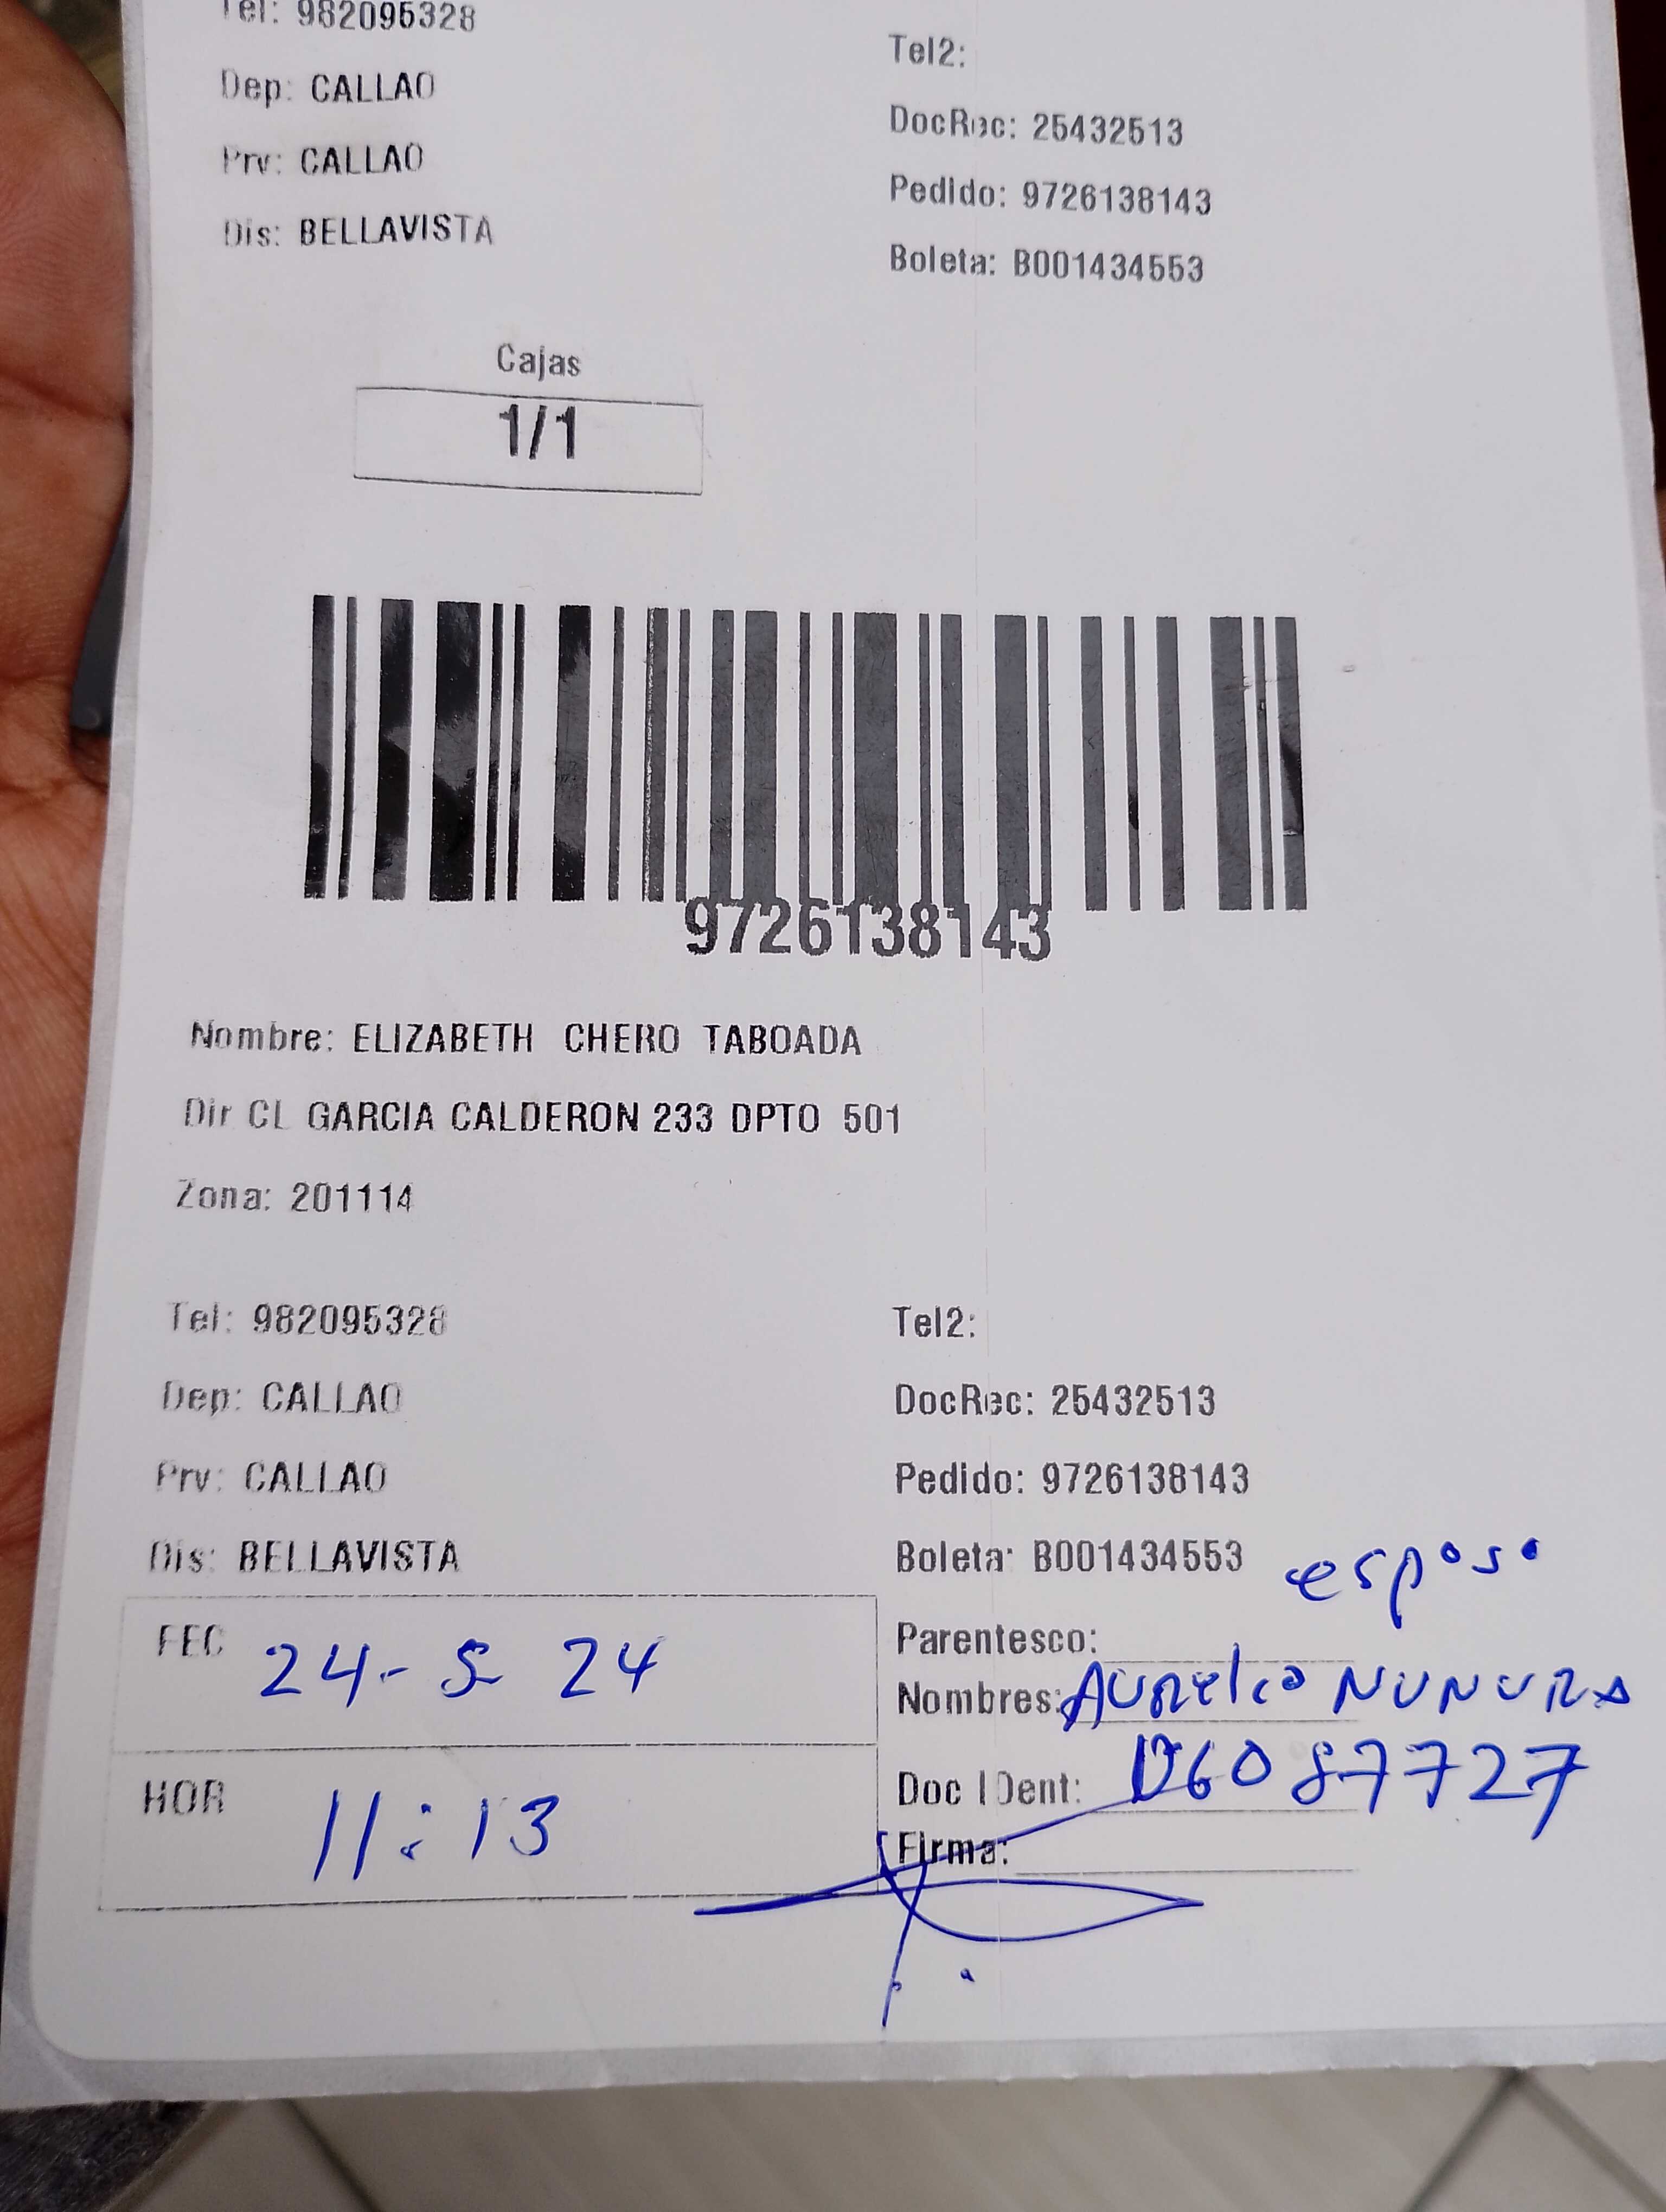 Tel: 982095328
Tel2:
Dep: CALLAO
DocRec: 25432513
Prv: CALLAO
Pedido: 9726138143
Dis: BELLAVISTA
Boleta: B001434553
Cajas
1/1
9726138143
Nombre: ELIZABETH CHERO TABOADA
Dir CL GARCIA CALDERON 233 DPTO 501
Zona: 201114
Tel: 982095328
Tel2:
Dep: CALLAO
DocRec: 25432513
Prv: CALLAO
Pedido: 9726138143
Dis: BELLAVISTA
Boleta: B001434553
esposo
Parentesco:
FEC 24-5-24
Nombres: AURELIO NUNURA
Doc IDent:
HOR 11:13
Firma: